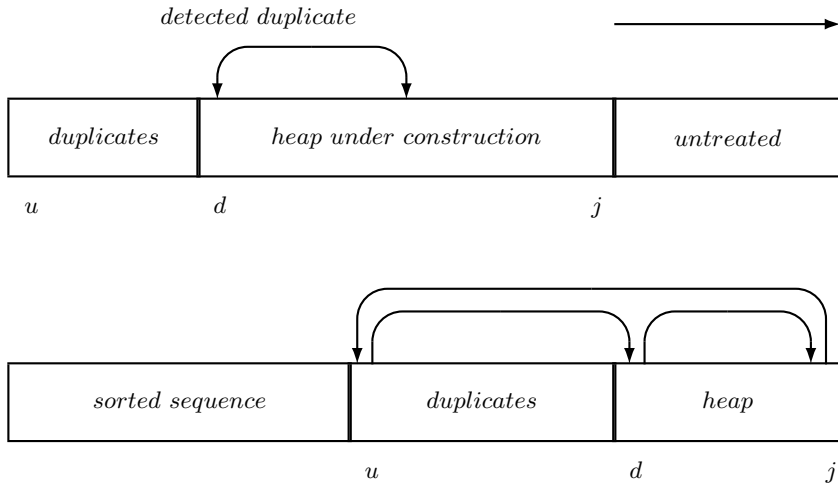 detected duplicate
duplicates heap under construction untreated
u d j
sorted sequence duplicates heap
u d j